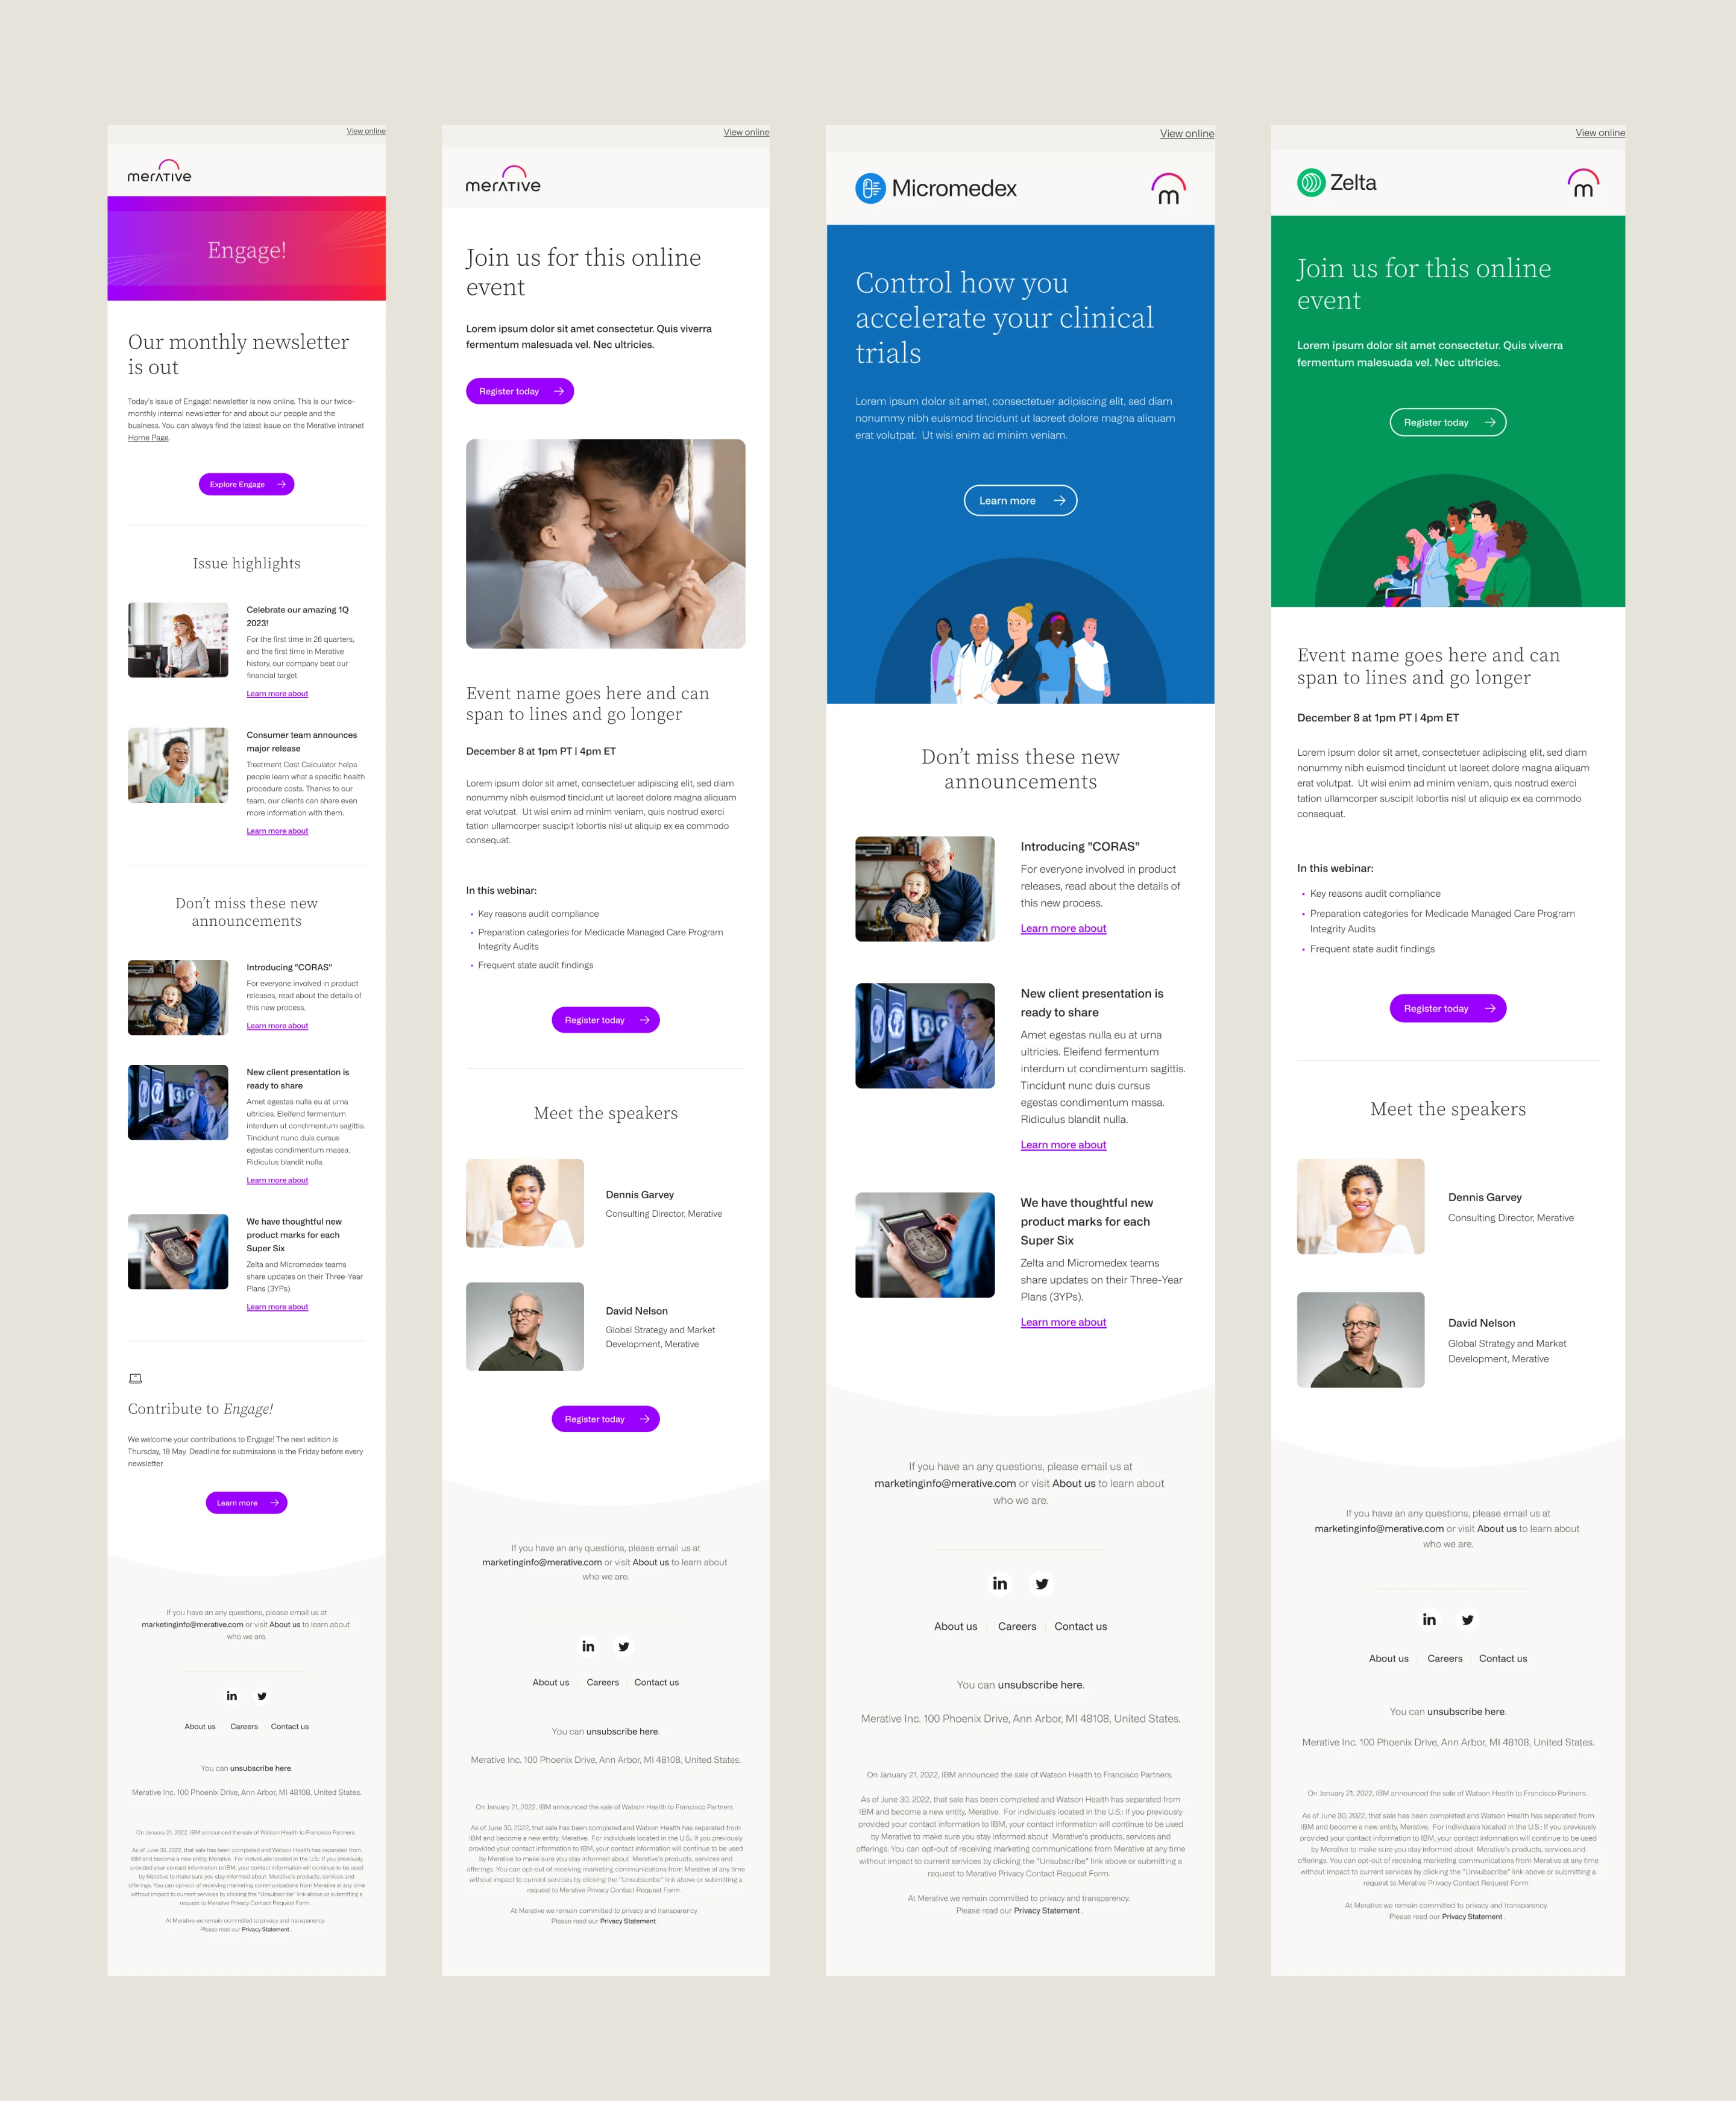 View online
merative
Engage!
Our monthly newsletter
is out
Today's issue of Engage! newsletter is now online. This is our twice-
monthly internal newsletter for and about our people and the
business. You can always find the latest issue on the Merative intranet
Home Page.
Explore Engage
Issue highlights
Celebrate our amazing 1Q
2023!
For the first time in 26 quarters,
and the first time in Merative
history, our company beat our
financial target.
Learn more about
Consumer team announces
major release
Treatment Cost Calculator helps
people learn what a specific health
procedure costs. Thanks to our
team, our clients can share even
more information with them.
Learn more about
Don't miss these new
announcements
Introducing "CORAS"
For everyone involved in product
releases, read about the details of
this new process.
Learn more about
New client presentation is
ready to share
Amet egestas nulla eu at urna
ultricies. Eleifend fermentum
interdum ut condimentum sagittis.
Tincidunt nunc duis cursus
egestas condimentum massa.
Ridiculus blandit nulla.
Learn more about
We have thoughtful new
product marks for each
Super Six
Zelta and Micromedex teams
share updates on their Three-Year
Plans (3YPs).
Learn more about
Contribute to Engage!
We welcome your contributions to Engage! The next edition is
Thursday, 18 May. Deadline for submissions is the Friday before every
newsletter.
Learn more
If you have an any questions, please email us at
marketinginfo@merative.com or visit About us to learn about
who we are.
in
About us
Careers
Contact us
You can unsubscribe here.
Merative Inc. 100 Phoenix Drive, Ann Arbor, MI 48108, United States.
On January 21, 2022, IBM announced the sale of Watson Health to Francisco Partners.
As of June 30, 2022, that sale has been completed and Watson Health has separated from
IBM and become a new entity, Merative. For individuals located in the U.S.: If you previously
provided your contact information to IBM, your contact information will continue to be used
by Merative to make sure you stay informed about Merative's products, services and
offerings. You can opt-out of receiving marketing communications from Merative at any time
without impact to current services by clicking the "Unsubscribe" link above or submitting a
request to Merative Privacy Contact Request Form.
At Merative we remain committed to privacy and transparency.
Please read our Privacy Statement .
View online
merative
Join us for this online
event
Lorem ipsum dolor sit amet consectetur. Quis viverra
fermentum malesuada vel. Nec ultricies.
Register today
Event name goes here and can
span to lines and go longer
December 8 at 1pm PT | 4pm ET
Lorem ipsum dolor sit amet, consectetuer adipiscing elit, sed diam
nonummy nibh euismod tincidunt ut laoreet dolore magna aliquam
erat volutpat. Ut wisi enim ad minim veniam, quis nostrud exerci
tation ullamcorper suscipit lobortis nisl ut aliquip ex ea commodo
consequat.
In this webinar:
• Key reasons audit compliance
• Preparation categories for Medicade Managed Care Program
Integrity Audits
• Frequent state audit findings
Register today
Meet the speakers
Dennis Garvey
Consulting Director, Merative
David Nelson
Global Strategy and Market
Development, Merative
Register today
If you have an any questions, please email us at
marketinginfo@merative.com or visit About us to learn about
who we are.
in
About us
Careers
Contact us
You can unsubscribe here.
Merative Inc. 100 Phoenix Drive, Ann Arbor, MI 48108, United States.
On January 21, 2022, IBM announced the sale of Watson Health to Francisco Partners.
As of June 30, 2022, that sale has been completed and Watson Health has separated from
IBM and become a new entity, Merative. For individuals located in the U.S.: If you previously
provided your contact information to IBM, your contact information will continue to be used
by Merative to make sure you stay informed about Merative's products, services and
offerings. You can opt-out of receiving marketing communications from Merative at any time
without impact to current services by clicking the "Unsubscribe" link above or submitting a
request to Merative Privacy Contact Request Form.
At Merative we remain committed to privacy and transparency.
Please read our Privacy Statement .
View online
Micromedex
m
Control how you
accelerate your clinical
trials
Lorem ipsum dolor sit amet, consectetuer adipiscing elit, sed diam
nonummy nibh euismod tincidunt ut laoreet dolore magna aliquam
erat volutpat. Ut wisi enim ad minim veniam.
Learn more
Don't miss these new
announcements
Introducing "CORAS"
For everyone involved in product
releases, read about the details of
this new process.
Learn more about
New client presentation is
ready to share
Amet egestas nulla eu at urna
ultricies. Eleifend fermentum
interdum ut condimentum sagittis.
Tincidunt nunc duis cursus
egestas condimentum massa.
Ridiculus blandit nulla.
Learn more about
We have thoughtful new
product marks for each
Super Six
Zelta and Micromedex teams
share updates on their Three-Year
Plans (3YPs).
Learn more about
If you have an any questions, please email us at
marketinginfo@merative.com or visit About us to learn about
who we are.
in
About us
Careers
Contact us
You can unsubscribe here.
Merative Inc. 100 Phoenix Drive, Ann Arbor, MI 48108, United States.
On January 21, 2022, IBM announced the sale of Watson Health to Francisco Partners.
As of June 30, 2022, that sale has been completed and Watson Health has separated from
IBM and become a new entity, Merative. For individuals located in the U.S.: If you previously
provided your contact information to IBM, your contact information will continue to be used
by Merative to make sure you stay informed about Merative's products, services and
offerings. You can opt-out of receiving marketing communications from Merative at any time
without impact to current services by clicking the "Unsubscribe" link above or submitting a
request to Merative Privacy Contact Request Form.
At Merative we remain committed to privacy and transparency.
Please read our Privacy Statement .
View online
Zelta
m
Join us for this online
event
Lorem ipsum dolor sit amet consectetur. Quis viverra
fermentum malesuada vel. Nec ultricies.
Register today
Event name goes here and can
span to lines and go longer
December 8 at 1pm PT | 4pm ET
Lorem ipsum dolor sit amet, consectetuer adipiscing elit, sed diam
nonummy nibh euismod tincidunt ut laoreet dolore magna aliquam
erat volutpat. Ut wisi enim ad minim veniam, quis nostrud exerci
tation ullamcorper suscipit lobortis nisl ut aliquip ex ea commodo
consequat.
In this webinar:
• Key reasons audit compliance
• Preparation categories for Medicade Managed Care Program
Integrity Audits
• Frequent state audit findings
Register today
Meet the speakers
Dennis Garvey
Consulting Director, Merative
David Nelson
Global Strategy and Market
Development, Merative
If you have an any questions, please email us at
marketinginfo@merative.com or visit About us to learn about
who we are.
in
About us
Careers
Contact us
You can unsubscribe here.
Merative Inc. 100 Phoenix Drive, Ann Arbor, MI 48108, United States.
On January 21, 2022, IBM announced the sale of Watson Health to Francisco Partners.
As of June 30, 2022, that sale has been completed and Watson Health has separated from
IBM and become a new entity, Merative. For individuals located in the U.S.: If you previously
provided your contact information to IBM, your contact information will continue to be used
by Merative to make sure you stay informed about Merative's products, services and
offerings. You can opt-out of receiving marketing communications from Merative at any time
without impact to current services by clicking the "Unsubscribe" link above or submitting a
request to Merative Privacy Contact Request Form.
At Merative we remain committed to privacy and transparency.
Please read our Privacy Statement .